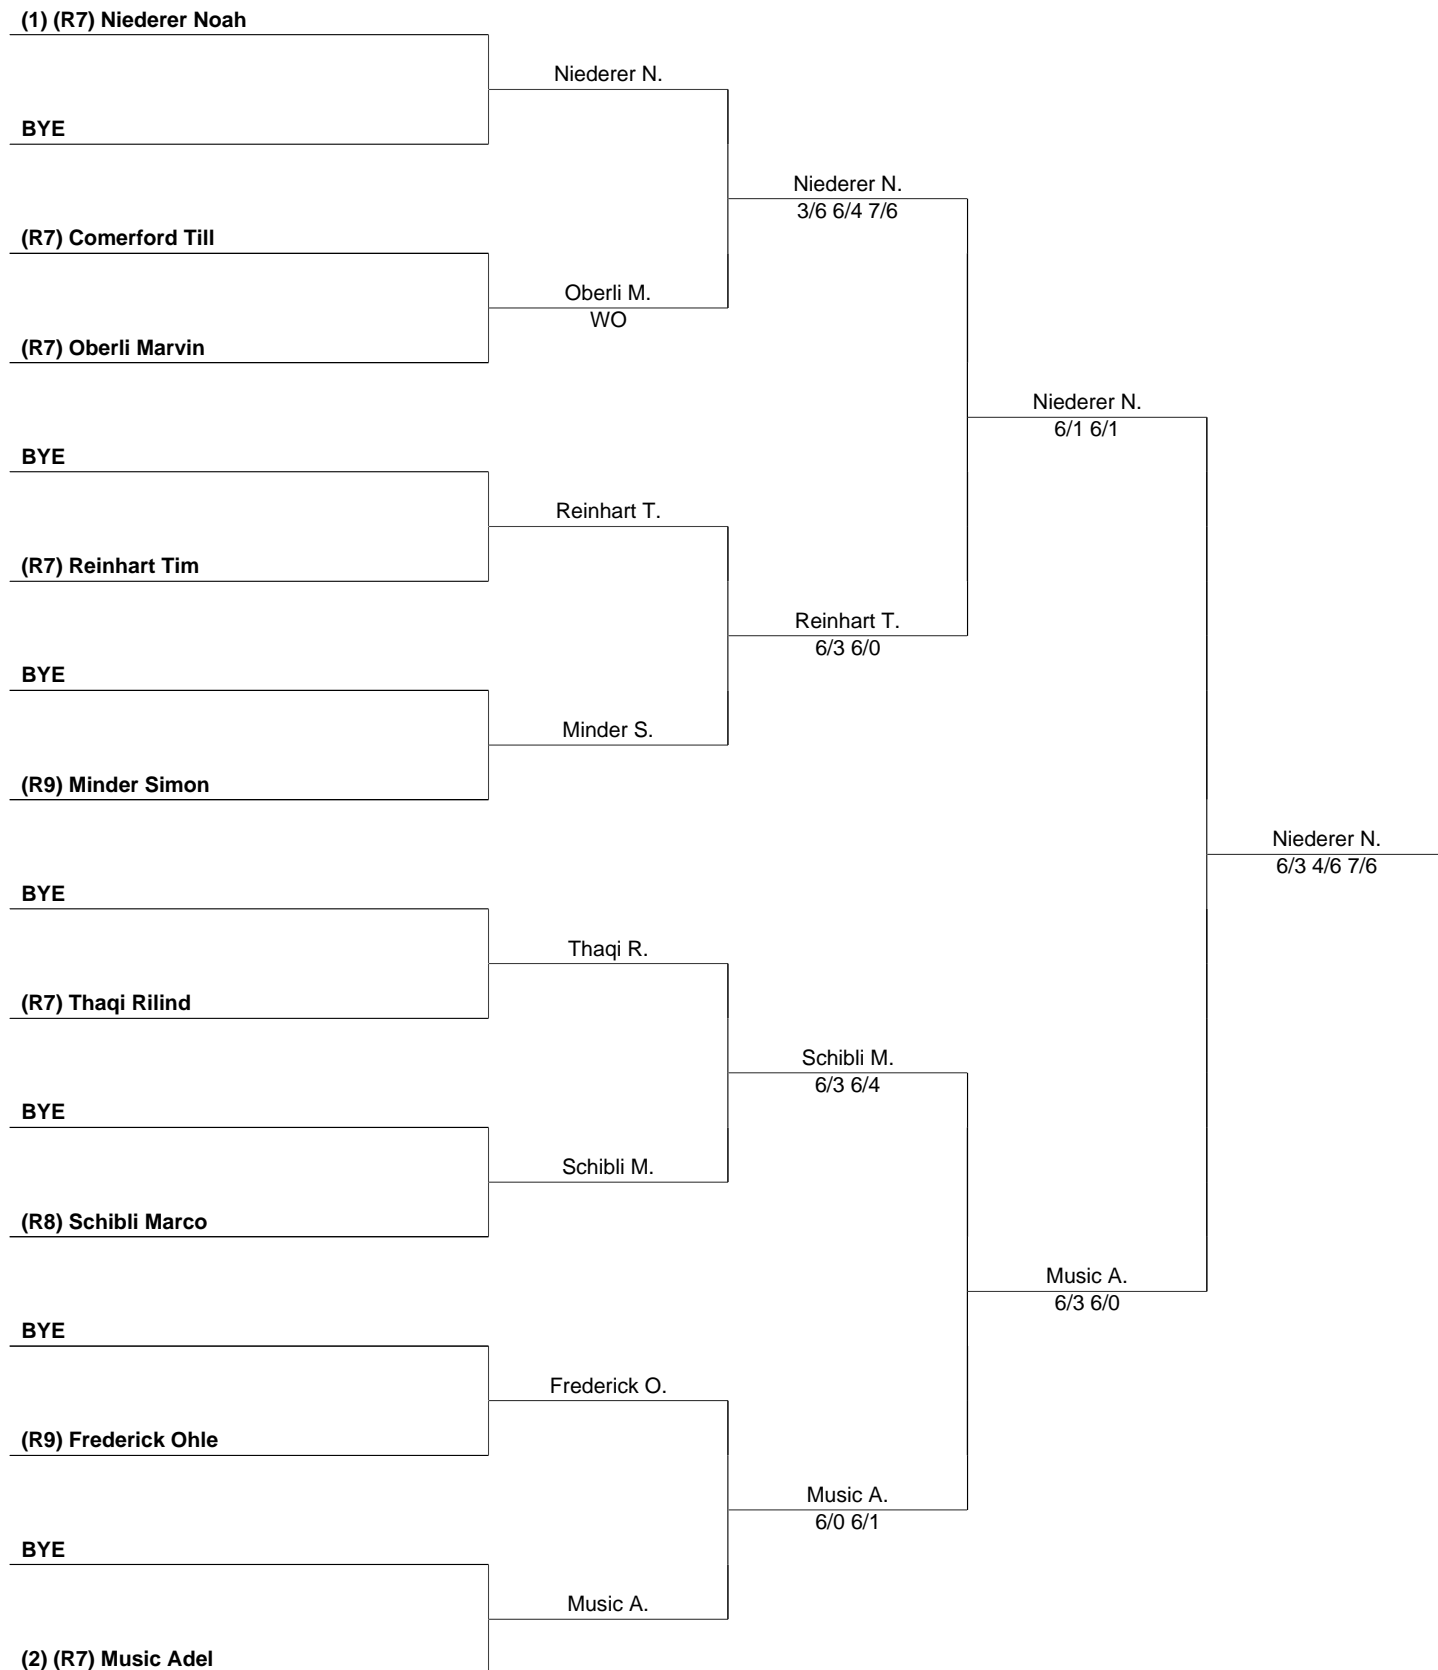 (1) (R7) Niederer Noah
Niederer N.
BYE
Niederer N.
3/6 6/4 7/6
(R7) Comerford Till
Oberli M.
WO
(R7) Oberli Marvin
Niederer N.
6/1 6/1
BYE
Reinhart T.
(R7) Reinhart Tim
Reinhart T.
6/3 6/0
BYE
Minder S.
(R9) Minder Simon
Niederer N.
6/3 4/6 7/6
BYE
Thaqi R.
(R7) Thaqi Rilind
Schibli M.
6/3 6/4
BYE
Schibli M.
(R8) Schibli Marco
Music A.
6/3 6/0
BYE
Frederick O.
(R9) Frederick Ohle
Music A.
6/0 6/1
BYE
Music A.
(2) (R7) Music Adel